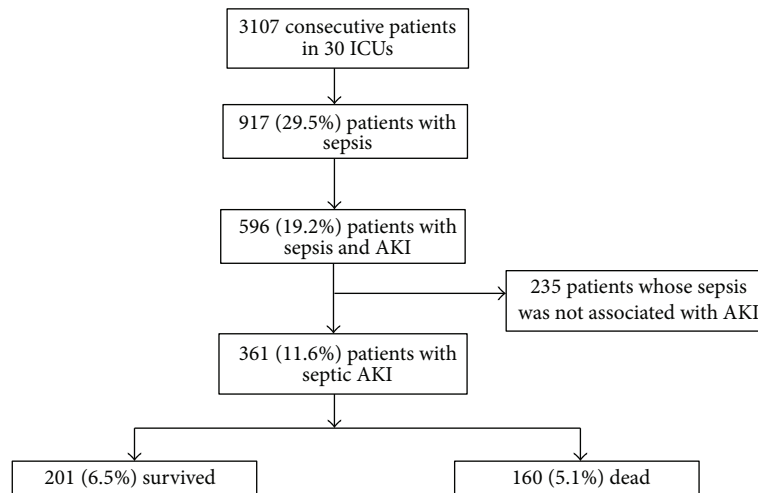 3107 consecutive patients
in 30 ICUs
917 (29.5%) patients with
sepsis
596 (19.2%) patients with
sepsis and AKI
235 patients whose sepsis
was not associated with AKI
361 (11.6%) patients with
septic AKI
201 (6.5%) survived
160 (5.1%) dead